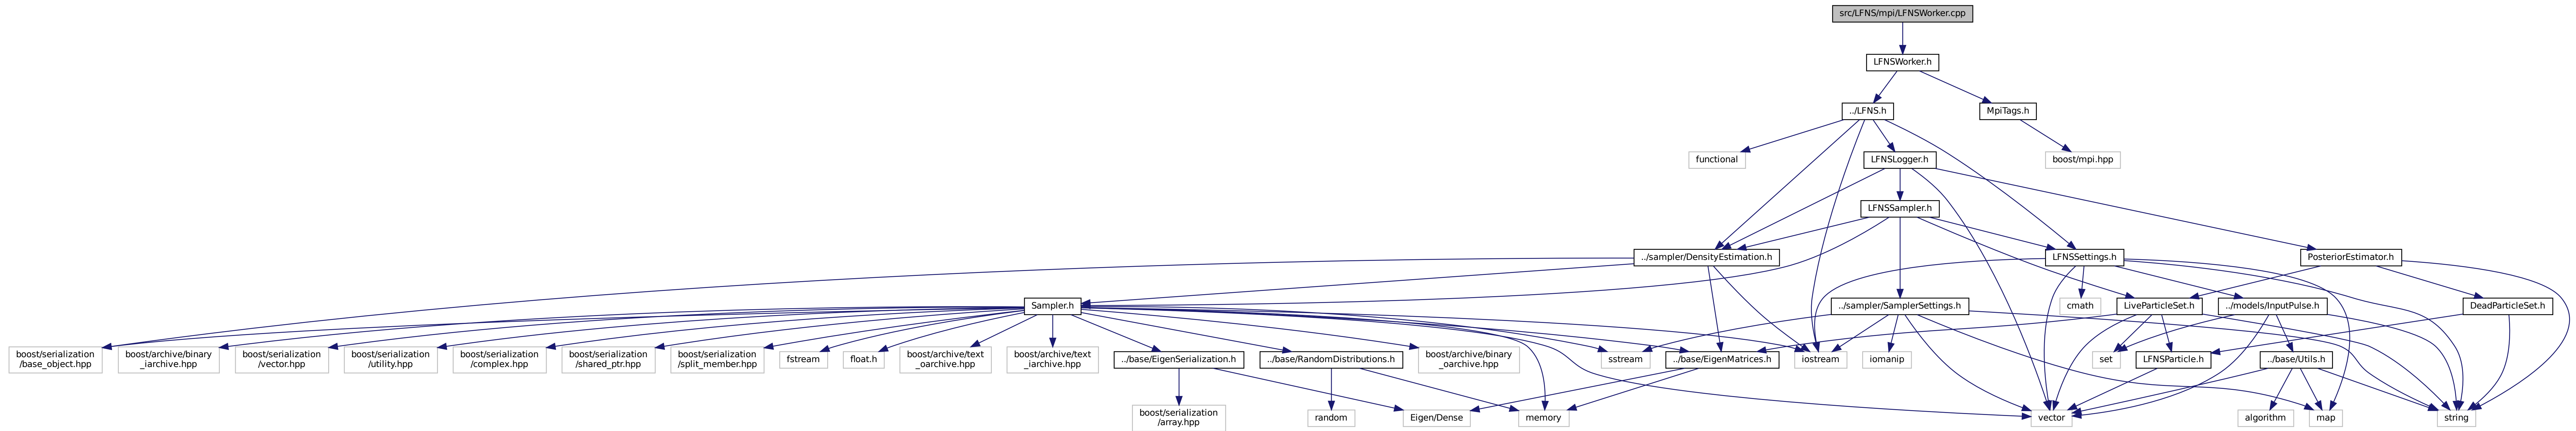 src/LFNS/mpi/LFNSWorker.cpp
LFNSWorker.h
../LFNS.h
MpiTags.h
functional
LFNSLogger.h
boost/mpi.hpp
LFNSSampler.h
../sampler/DensityEstimation.h
LFNSSettings.h
PosteriorEstimator.h
Sampler.h
../sampler/SamplerSettings.h
cmath
LiveParticleSet.h
../models/InputPulse.h
DeadParticleSet.h
boost/serialization
/base_object.hpp
boost/archive/binary
_iarchive.hpp
boost/serialization
/vector.hpp
boost/serialization
/utility.hpp
boost/serialization
/complex.hpp
boost/serialization
/shared_ptr.hpp
boost/serialization
/split_member.hpp
fstream
float.h
boost/archive/text
_oarchive.hpp
boost/archive/text
_iarchive.hpp
../base/EigenSerialization.h
../base/RandomDistributions.h
boost/archive/binary
_oarchive.hpp
sstream
../base/EigenMatrices.h
iostream
iomanip
set
LFNSParticle.h
../base/Utils.h
boost/serialization
/array.hpp
random
Eigen/Dense
memory
vector
algorithm
map
string